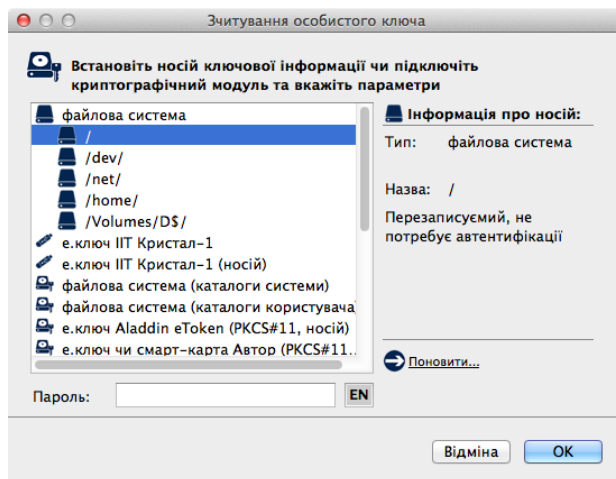 Зчитування особистого ключа
Встановіть носій ключової інформації чи підключіть
криптографічний модуль та вкажіть параметри
файлова система
/
/dev/
/net/
/home/
/Volumes/D$/
е.ключ ІІТ Кристал-1
е.ключ ІІТ Кристал-1 (носій)
файлова система (каталоги системи)
файлова система (каталоги користувача)
е.ключ Aladdin eToken (PKCS#11, носій)
е.ключ чи смарт-карта Автор (PKCS#11...
Інформація про носій:
Тип: файлова система
Назва: /
Перезаписуємий, не
потребує автентифікації
Поновити...
Пароль:
EN
Відміна
OK